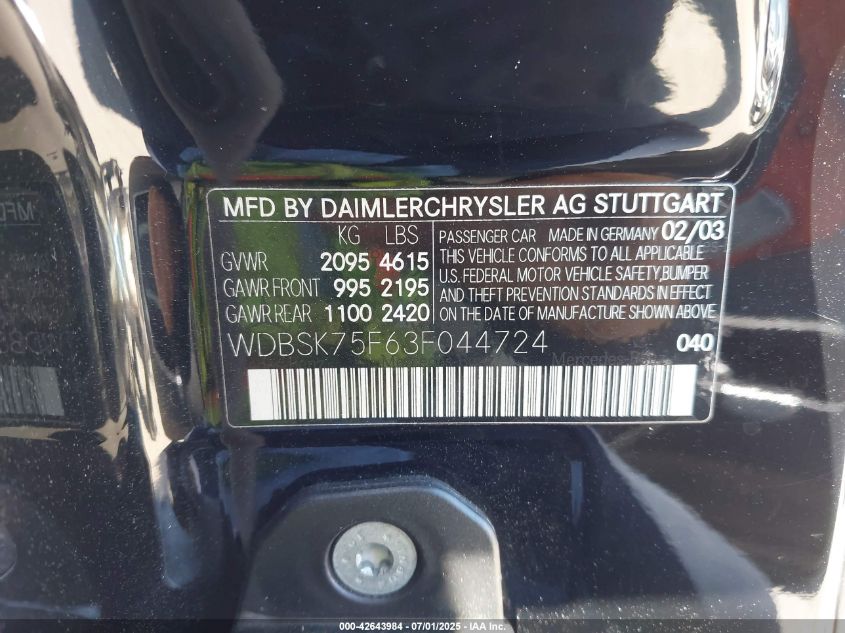 MFD BY DAIMLERCHRYSLER AG STUTTGART
KG LBS
GVWR 2095 4615
GAWR FRONT 995 2195
GAWR REAR 1100 2420
PASSENGER CAR MADE IN GERMANY 02/03
THIS VEHICLE CONFORMS TO ALL APPLICABLE
U.S. FEDERAL MOTOR VEHICLE SAFETY, BUMPER
AND THEFT PREVENTION STANDARDS IN EFFECT
ON THE DATE OF MANUFACTURE SHOWN ABOVE.
WDBSK75F63F044724
Mercedes-Benz
040
000-42643984 / 07/01/2025 - IAA Inc.